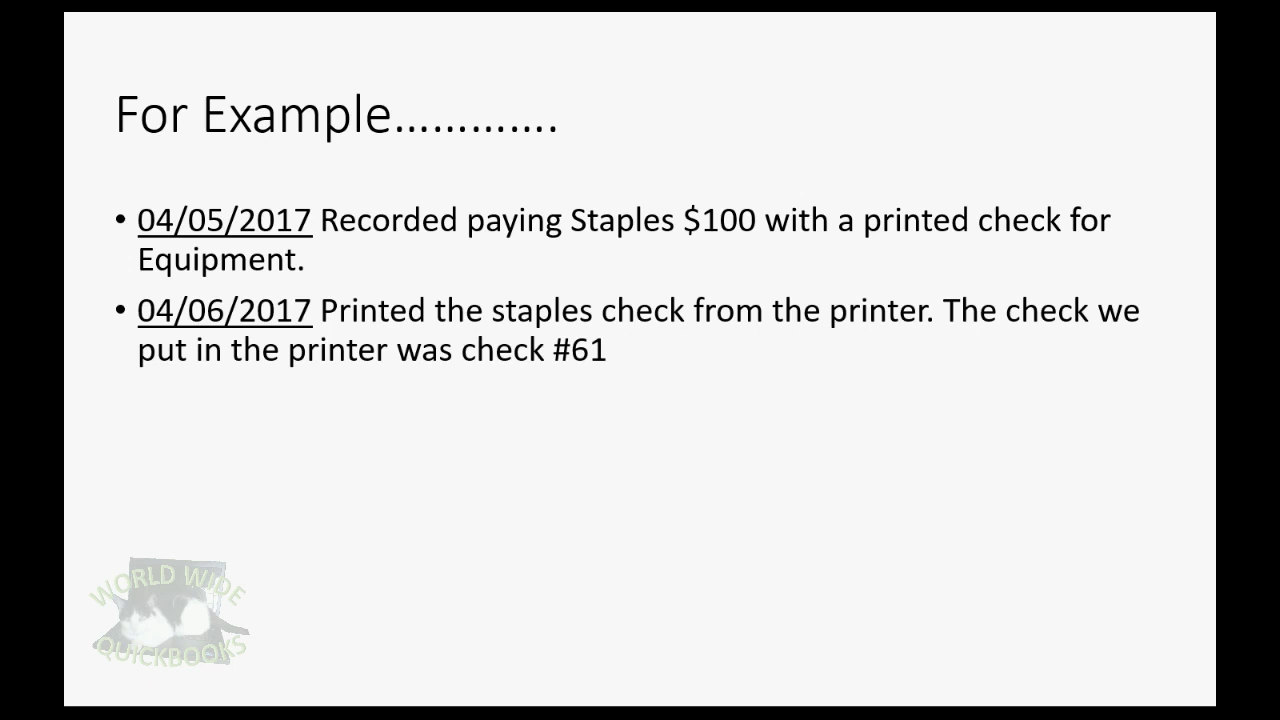 For Example.............
• 04/05/2017 Recorded paying Staples $100 with a printed check for
Equipment.
• 04/06/2017 Printed the staples check from the printer. The check we
put in the printer was check #61
WORLD WIDE
QUICKBOOKS